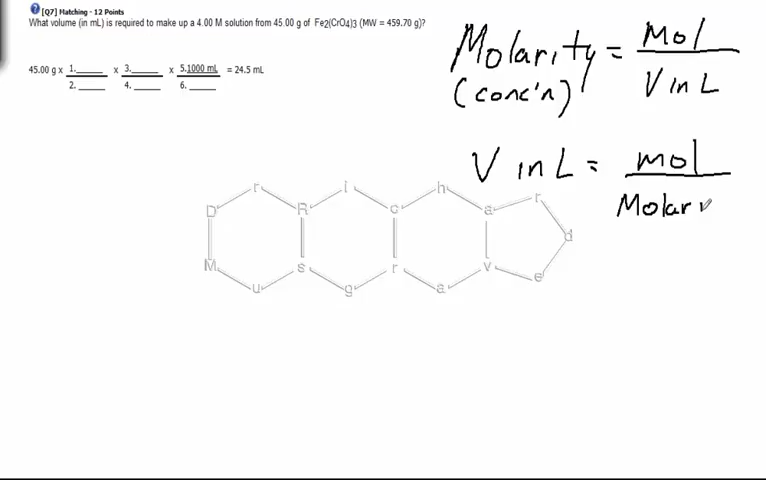 [Q7] Matching - 12 Points
What volume (in mL) is required to make up a 4.00 M solution from 45.00 g of Fe2(CrO4)3 (MW = 459.70 g)?
45.00 g x 1.______ x 3.______ x 5.1000 mL = 24.5 mL
2. ______ 4. ______ 6. ______
Molarity = Mol
(conc'n) V in L
V in L = mol
Molar
D r R i c h a r d
M u s g r a v e